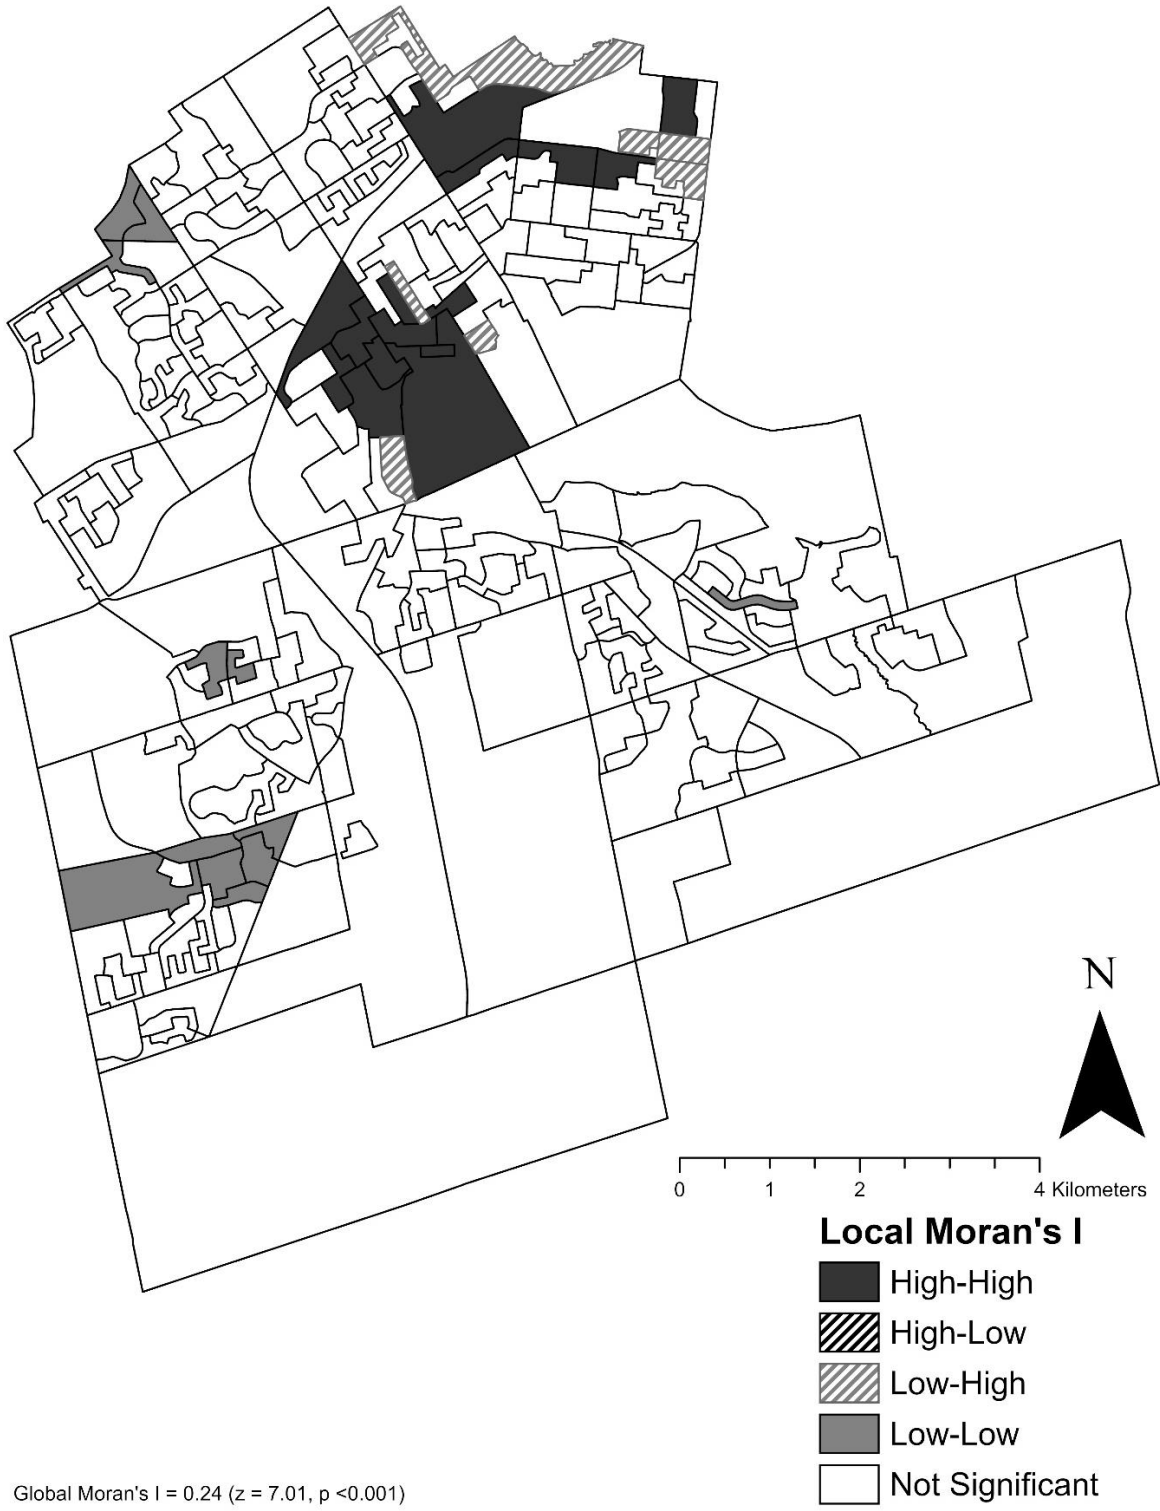 N
0 1 2 4 Kilometers
Local Moran's I
High-High
High-Low
Low-High
Low-Low
Not Significant
Global Moran's I = 0.24 (z = 7.01, p <0.001)